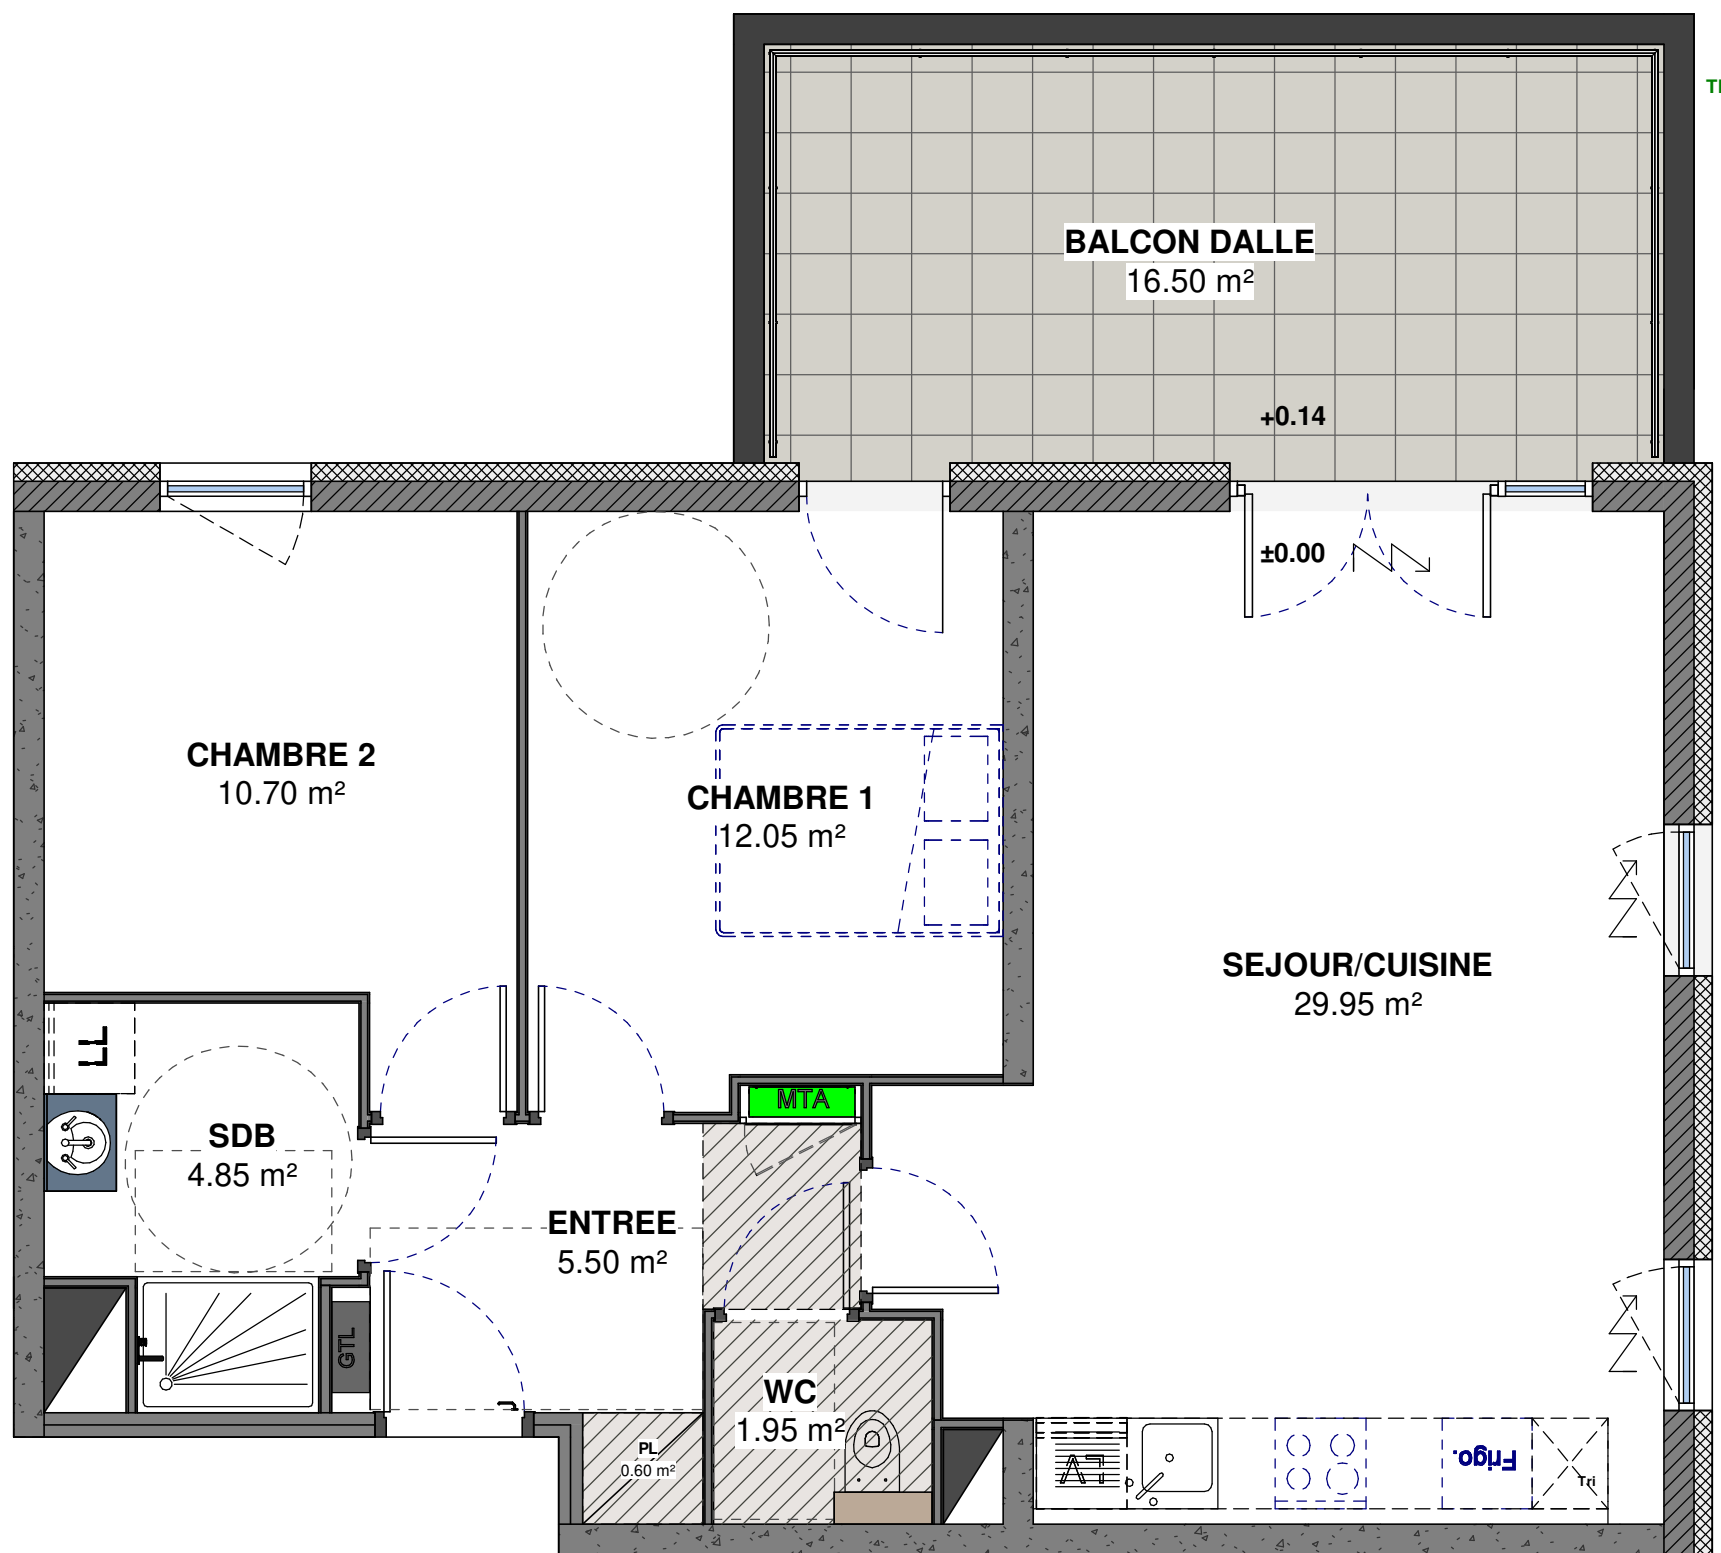 BALCON DALLE
16.50 m²
+0.14
±0.00
CHAMBRE 2
10.70 m²
CHAMBRE 1
12.05 m²
SEJOUR/CUISINE
29.95 m²
LL
MTA
SDB
4.85 m²
ENTREE
5.50 m²
GTL
WC
1.95 m²
PL
0.60 m²
LV
Frigo.
Tri